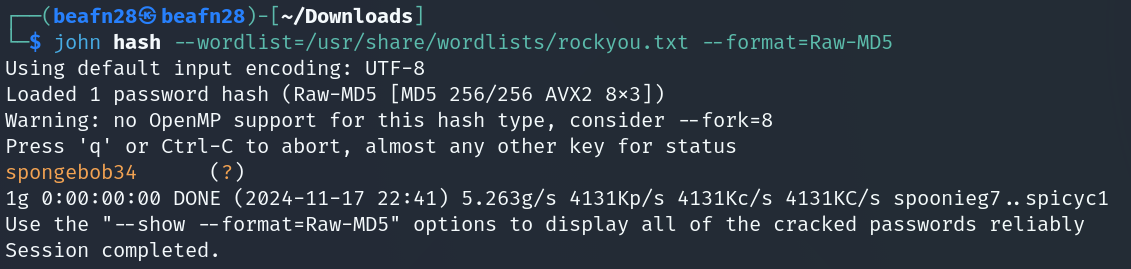 ┌──(beafn28㉿beafn28)-[~/Downloads]
└─$ john hash --wordlist=/usr/share/wordlists/rockyou.txt --format=Raw-MD5
Using default input encoding: UTF-8
Loaded 1 password hash (Raw-MD5 [MD5 256/256 AVX2 8×3])
Warning: no OpenMP support for this hash type, consider --fork=8
Press 'q' or Ctrl-C to abort, almost any other key for status
spongebob34      (?)
1g 0:00:00:00 DONE (2024-11-17 22:41) 5.263g/s 4131Kp/s 4131Kc/s 4131KC/s spoonieg7..spicyc1
Use the "--show --format=Raw-MD5" options to display all of the cracked passwords reliably
Session completed.